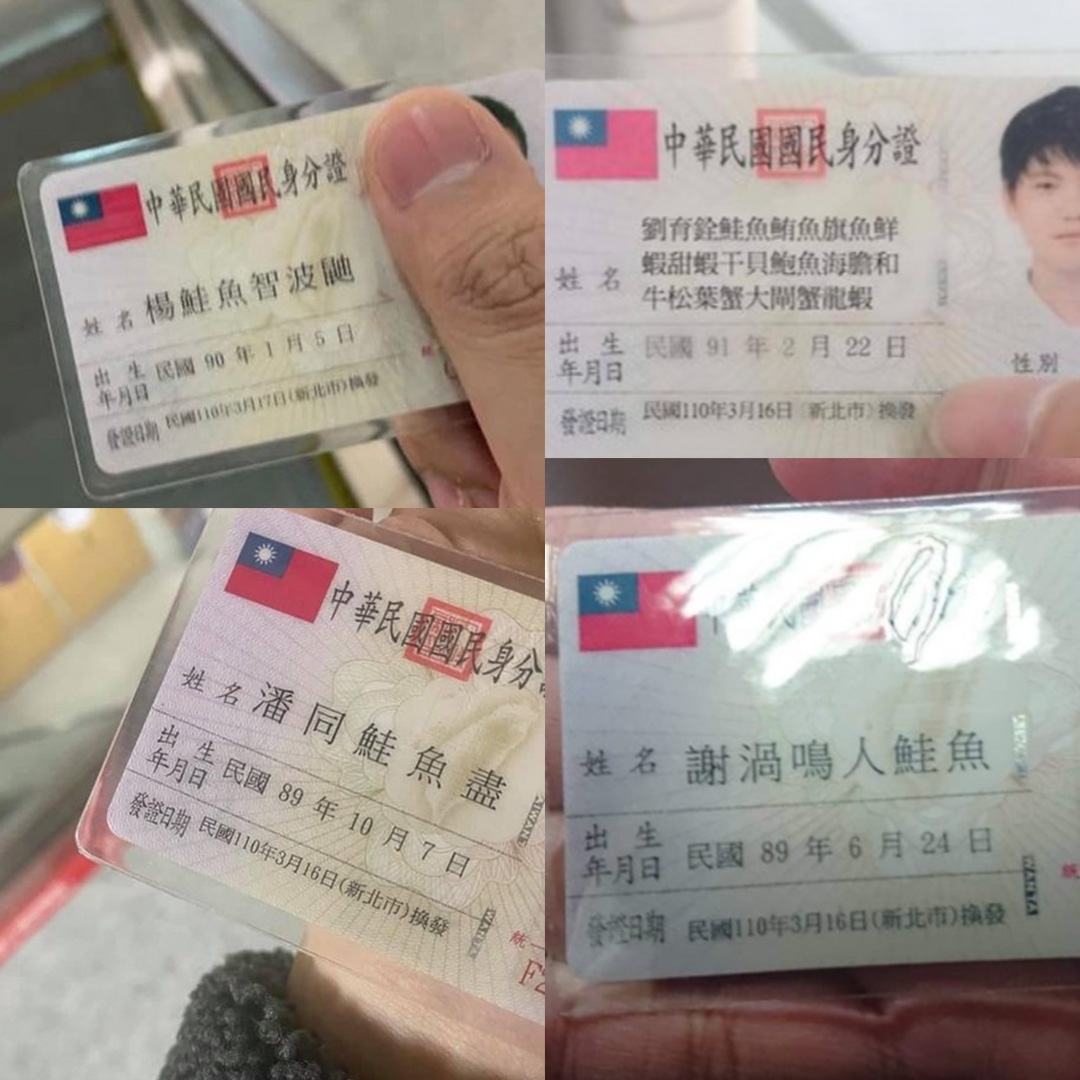 中華民國國民身分證
姓名 楊鮭魚智波鼬
出生年月日 民國 90 年 1 月 5 日
發證日期 民國110年3月17日(新北市)換發
中華民國國民身分證
劉育銓鮭魚鮪魚旗魚鮮
姓名 蝦甜蝦干貝鮑魚海膽和
牛松葉蟹大閘蟹龍蝦
出生年月日 民國 91 年 2 月 22 日
性別
發證日期 民國110年3月16日(新北市)換發
中華民國國民身分
姓名 潘同鮭魚盡
出生年月日 民國 89 年 10 月 7 日
發證日期 民國110年3月16日(新北市)換發
統一
姓名 謝渦鳴人鮭魚
出生年月日 民國 89 年 6 月 24 日
統
發證日期 民國110年3月16日(新北市)換發